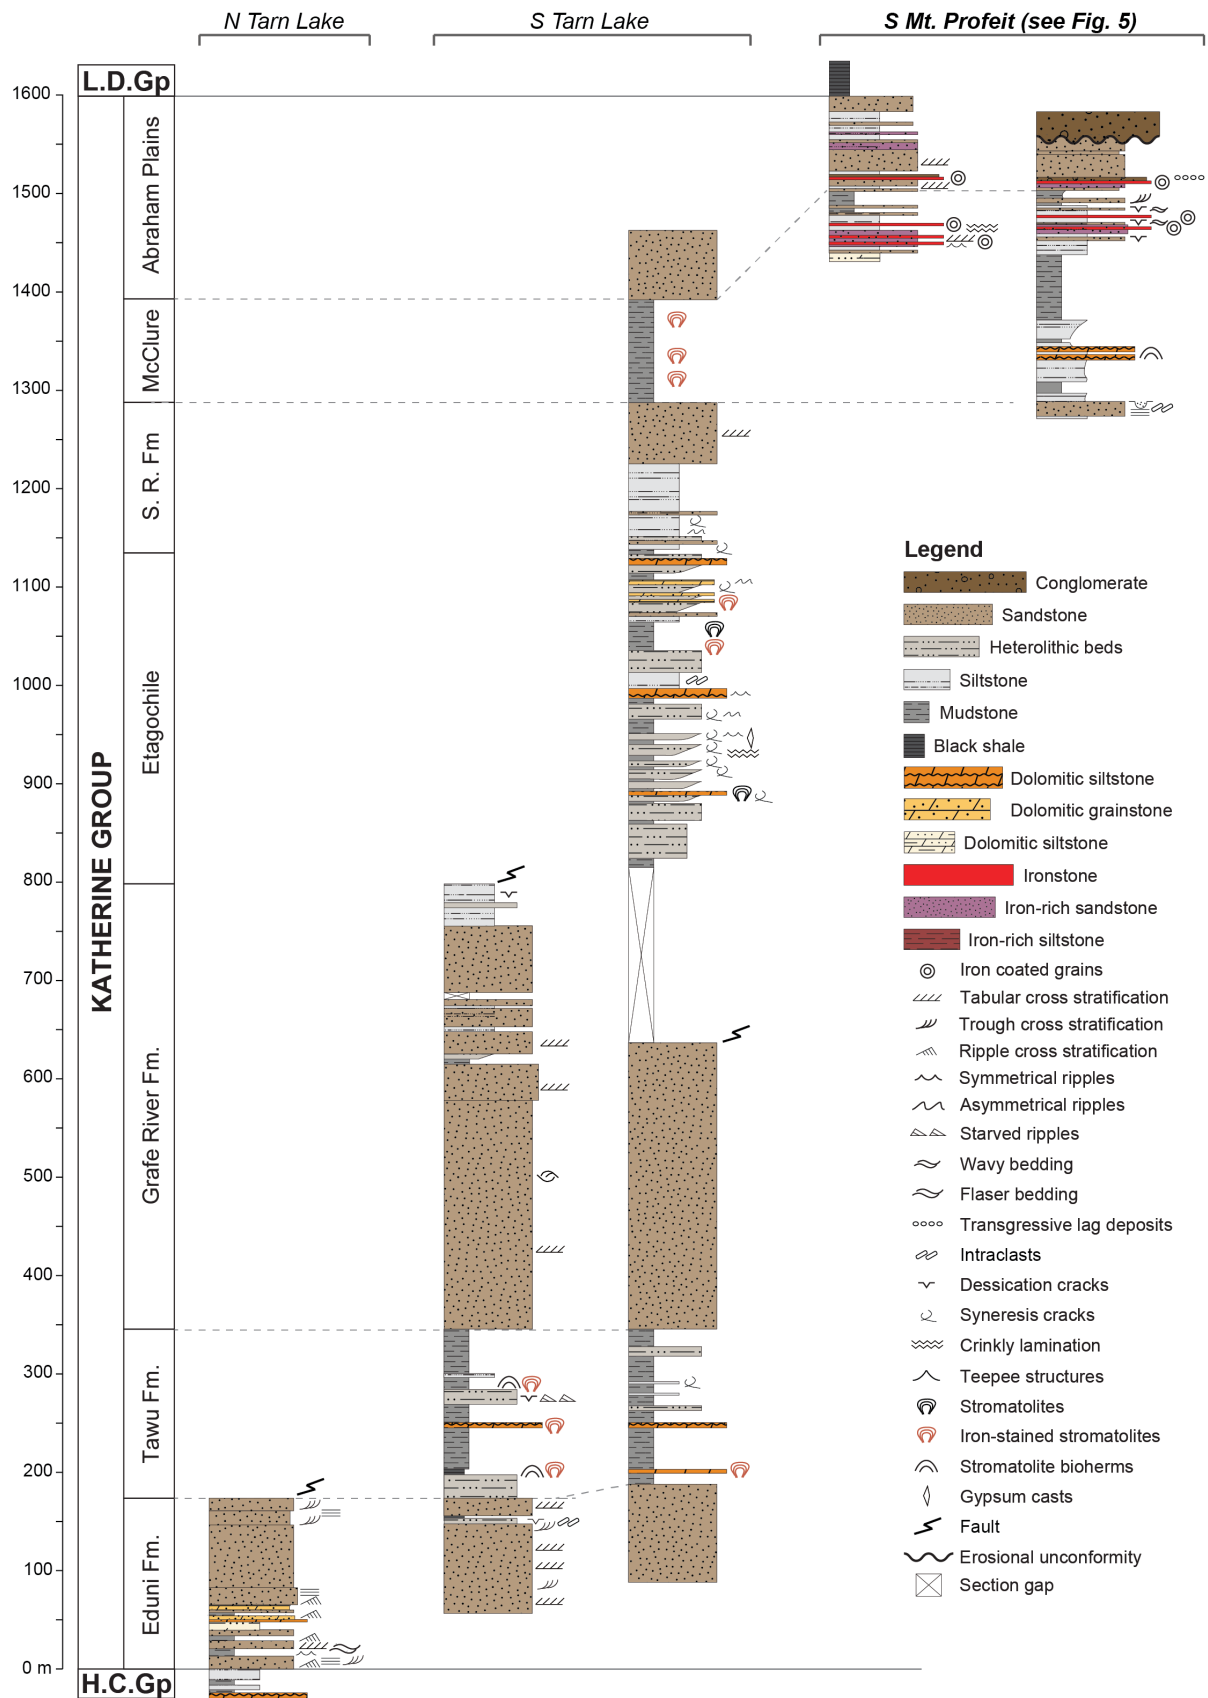 N Tarn Lake
S Tarn Lake
S Mt. Profeit (see Fig. 5)
L.D.Gp
1600
1500
1400
1300
1200
1100
1000
900
800
700
600
500
400
300
200
100
0 m
KATHERINE GROUP
Abraham Plains
McClure
S. R. Fm
Etagochile
Grafe River Fm.
Tawu Fm.
Eduni Fm.
H.C.Gp
Legend
Conglomerate
Sandstone
Heterolithic beds
Siltstone
Mudstone
Black shale
Dolomitic siltstone
Dolomitic grainstone
Dolomitic siltstone
Ironstone
Iron-rich sandstone
Iron-rich siltstone
Iron coated grains
Tabular cross stratification
Trough cross stratification
Ripple cross stratification
Symmetrical ripples
Asymmetrical ripples
Starved ripples
Wavy bedding
Flaser bedding
Transgressive lag deposits
Intraclasts
Dessication cracks
Syneresis cracks
Crinkly lamination
Teepee structures
Stromatolites
Iron-stained stromatolites
Stromatolite bioherms
Gypsum casts
Fault
Erosional unconformity
Section gap